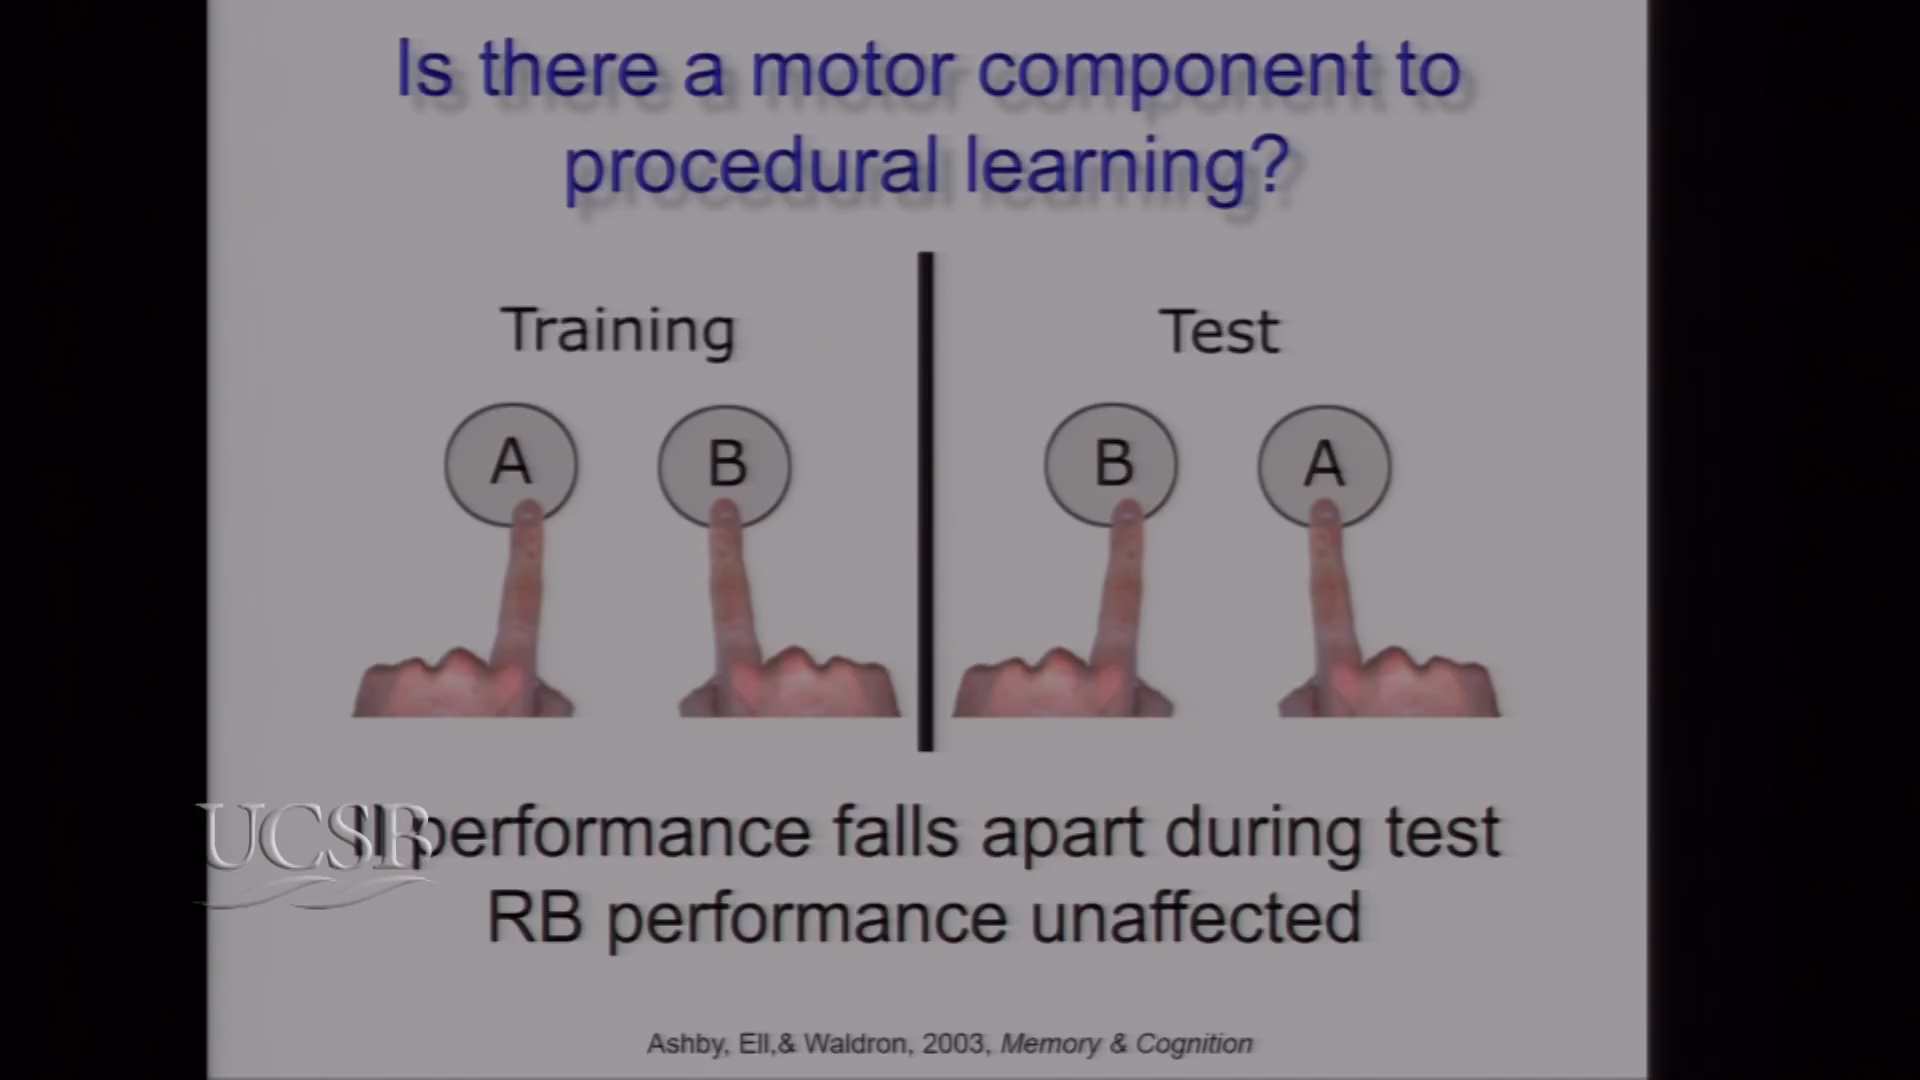 Is there a motor component to
procedural learning?
Training
Test
A
B
B
A
UCSB
II performance falls apart during test
RB performance unaffected
Ashby, Ell,& Waldron, 2003, Memory & Cognition